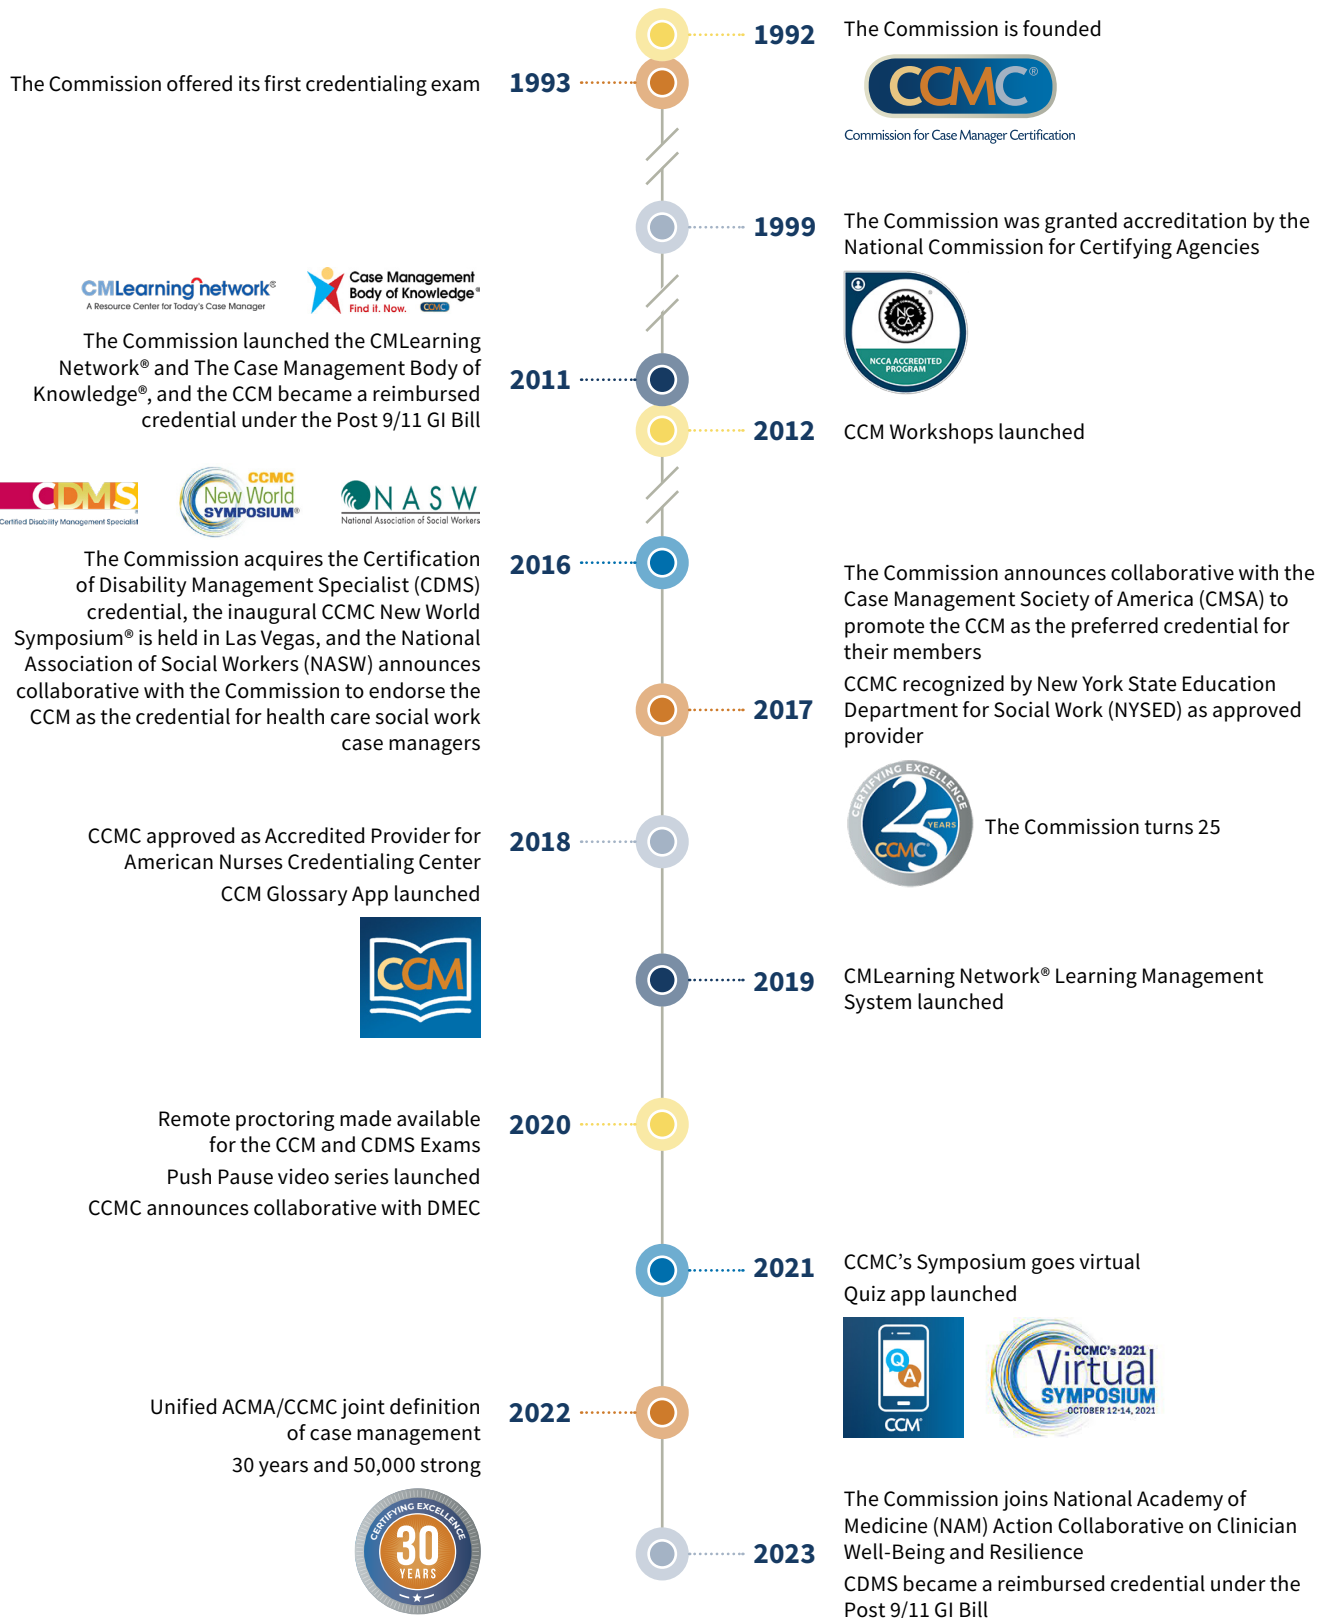 1992
The Commission is founded
CCMC®
Commission for Case Manager Certification
The Commission offered its first credentialing exam
1993
1999
The Commission was granted accreditation by the
National Commission for Certifying Agencies
NCCA
NCCA ACCREDITED
PROGRAM
CMLearning network®
A Resource Center for Today's Case Manager
Case Management
Body of Knowledge®
Find it. Now.
CCMC
The Commission launched the CMLearning
Network® and The Case Management Body of
Knowledge®, and the CCM became a reimbursed
credential under the Post 9/11 GI Bill
2011
2012
CCM Workshops launched
CDMS
Certified Disability Management Specialist
CCMC
New World
SYMPOSIUM®
NASW
National Association of Social Workers
The Commission acquires the Certification
of Disability Management Specialist (CDMS)
credential, the inaugural CCMC New World
Symposium® is held in Las Vegas, and the National
Association of Social Workers (NASW) announces
collaborative with the Commission to endorse the
CCM as the credential for health care social work
case managers
2016
The Commission announces collaborative with the
Case Management Society of America (CMSA) to
promote the CCM as the preferred credential for
their members
CCMC recognized by New York State Education
Department for Social Work (NYSED) as approved
provider
2017
CERTIFYING EXCELLENCE
25
YEARS
CCMC®
The Commission turns 25
CCMC approved as Accredited Provider for
American Nurses Credentialing Center
CCM Glossary App launched
2018
CCM
2019
CMLearning Network® Learning Management
System launched
Remote proctoring made available
for the CCM and CDMS Exams
Push Pause video series launched
CCMC announces collaborative with DMEC
2020
2021
CCMC’s Symposium goes virtual
Quiz app launched
Q
A
CCM®
CCMC's 2021
Virtual
SYMPOSIUM
OCTOBER 12-14, 2021
Unified ACMA/CCMC joint definition
of case management
30 years and 50,000 strong
2022
CERTIFYING EXCELLENCE
30
YEARS
2023
The Commission joins National Academy of
Medicine (NAM) Action Collaborative on Clinician
Well-Being and Resilience
CDMS became a reimbursed credential under the
Post 9/11 GI Bill